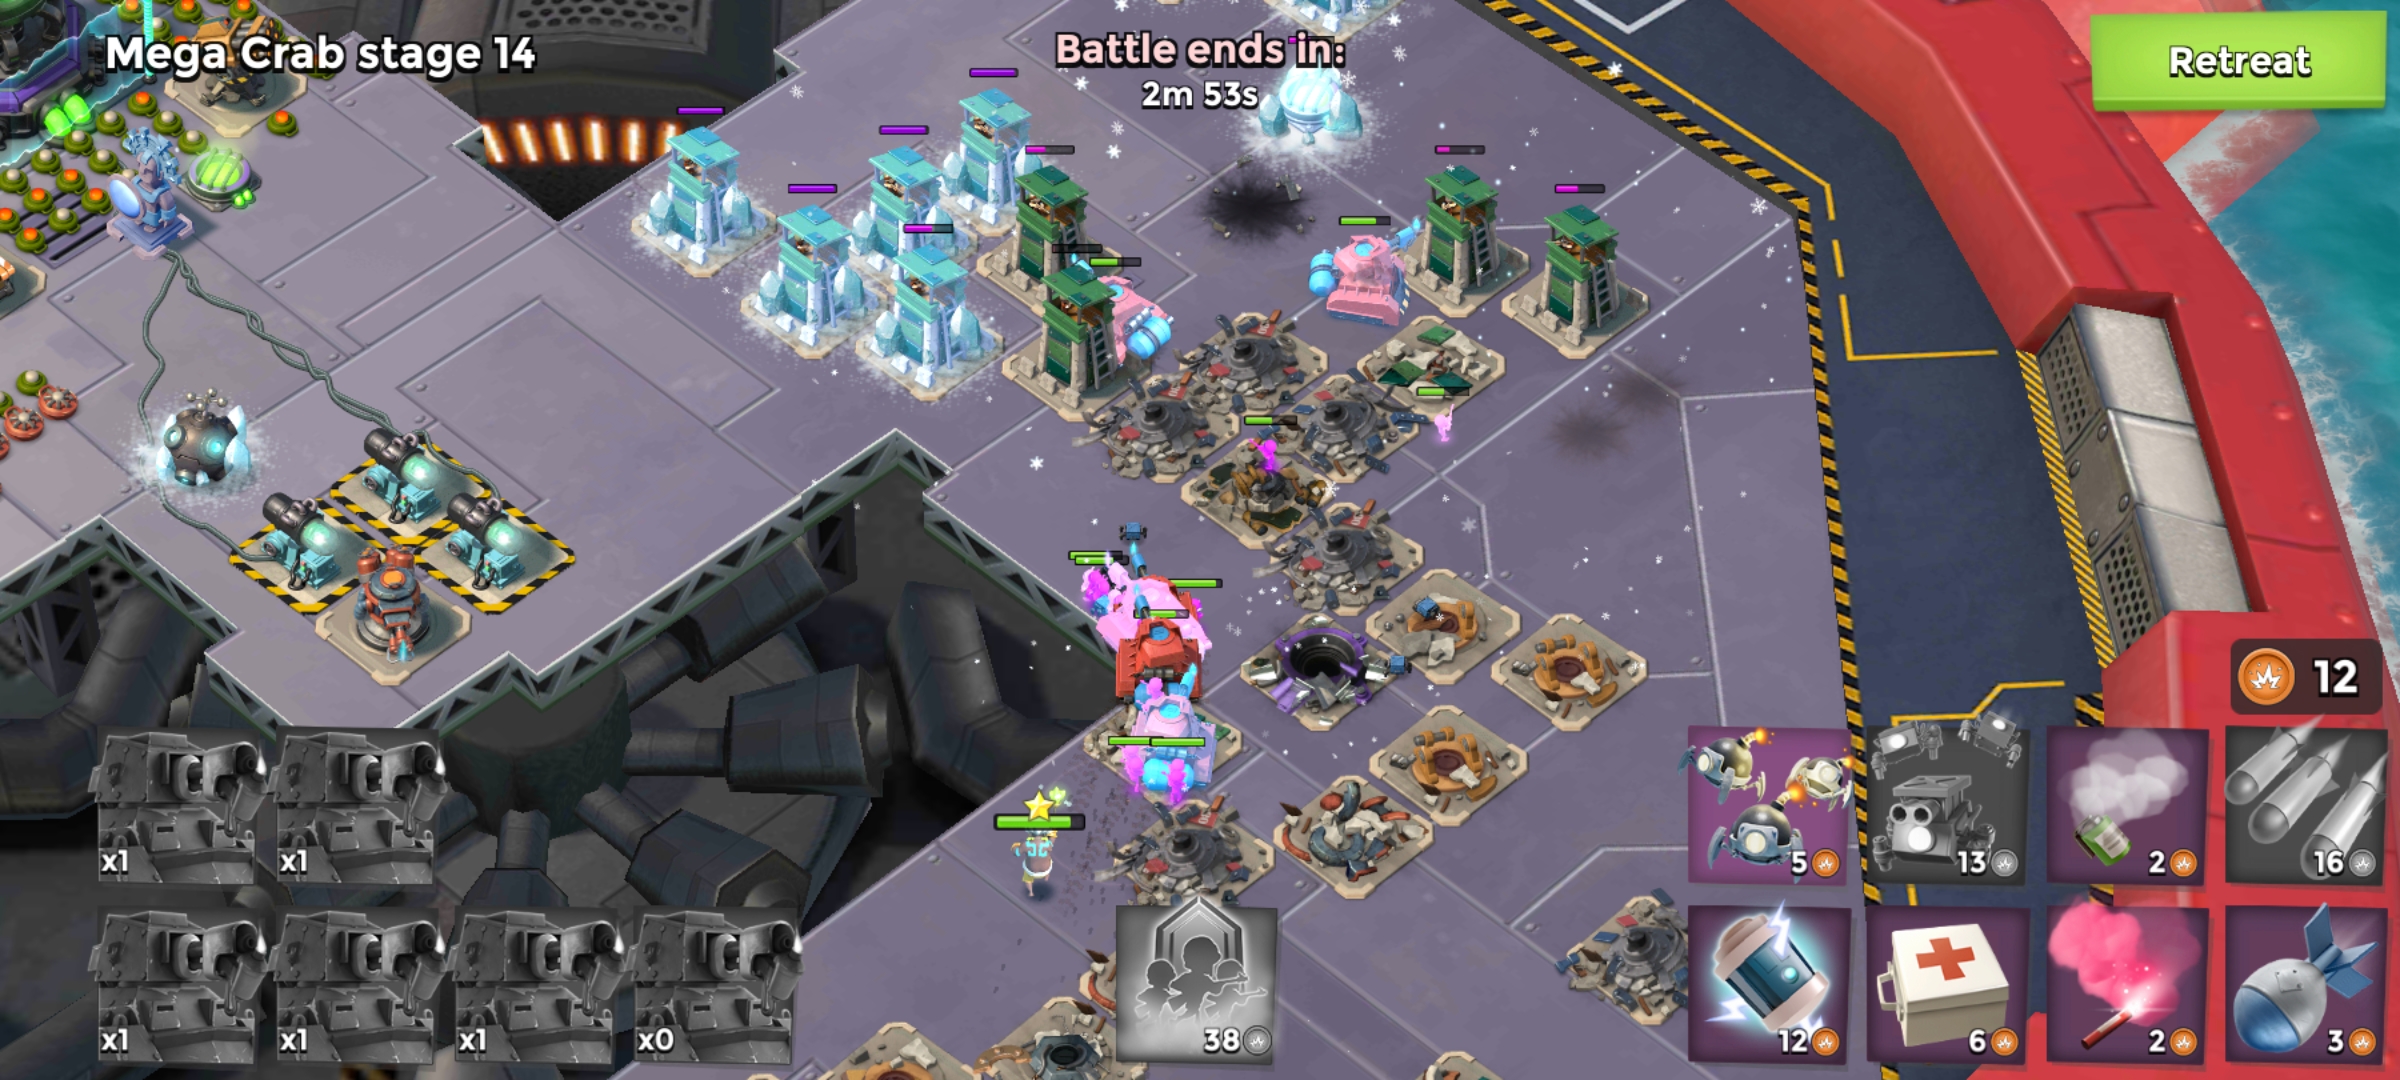 Mega Crab stage 14
Battle ends in:
2m 53s
Retreat
12
x1
x1
5
13
2
16
52
x1
x1
x1
x0
38
12
6
2
3